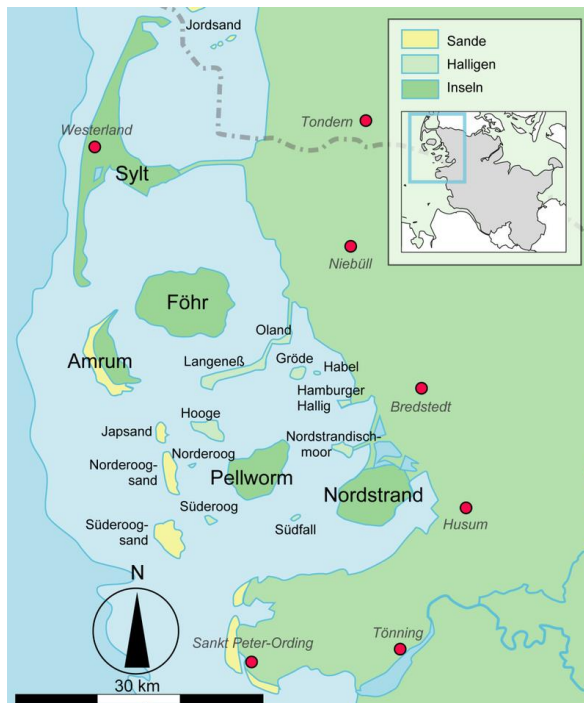 Jordsand
Sande
Halligen
Inseln
Westerland
Tondern
Sylt
Niebüll
Föhr
Oland
Amrum
Langeneß
Gröde
Habel
Hamburger
Hallig
Bredstedt
Hooge
Japsand
Nordstrandisch-
moor
Norderoog
Norderoog-
sand
Pellworm
Nordstrand
Süderoog
Husum
Süderoog-
sand
Südfall
N
Sankt Peter-Ording
Tönning
30 km